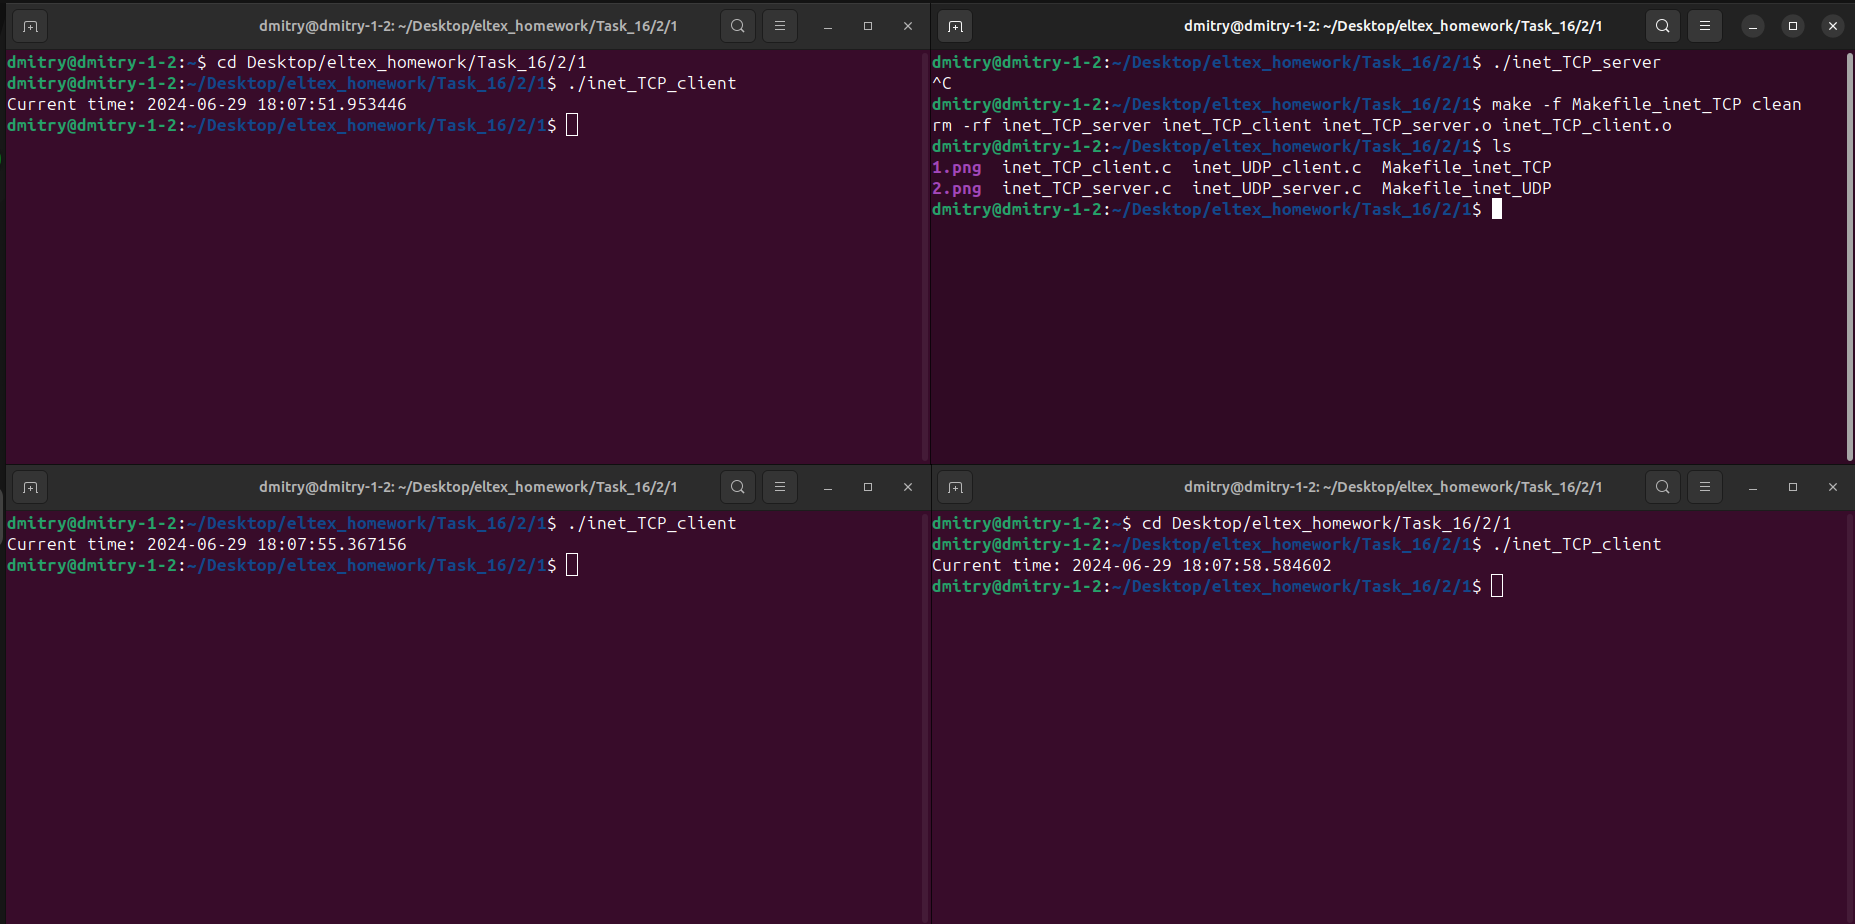 dmitry@dmitry-1-2: ~/Desktop/eltex_homework/Task_16/2/1
dmitry@dmitry-1-2:~$ cd Desktop/eltex_homework/Task_16/2/1
dmitry@dmitry-1-2:~/Desktop/eltex_homework/Task_16/2/1$ ./inet_TCP_client
Current time: 2024-06-29 18:07:51.953446
dmitry@dmitry-1-2:~/Desktop/eltex_homework/Task_16/2/1$
dmitry@dmitry-1-2: ~/Desktop/eltex_homework/Task_16/2/1
dmitry@dmitry-1-2:~/Desktop/eltex_homework/Task_16/2/1$ ./inet_TCP_server
^C
dmitry@dmitry-1-2:~/Desktop/eltex_homework/Task_16/2/1$ make -f Makefile_inet_TCP clean
rm -rf inet_TCP_server inet_TCP_client inet_TCP_server.o inet_TCP_client.o
dmitry@dmitry-1-2:~/Desktop/eltex_homework/Task_16/2/1$ ls
1.png  inet_TCP_client.c  inet_UDP_client.c  Makefile_inet_TCP
2.png  inet_TCP_server.c  inet_UDP_server.c  Makefile_inet_UDP
dmitry@dmitry-1-2:~/Desktop/eltex_homework/Task_16/2/1$
dmitry@dmitry-1-2: ~/Desktop/eltex_homework/Task_16/2/1
dmitry@dmitry-1-2:~/Desktop/eltex_homework/Task_16/2/1$ ./inet_TCP_client
Current time: 2024-06-29 18:07:55.367156
dmitry@dmitry-1-2:~/Desktop/eltex_homework/Task_16/2/1$
dmitry@dmitry-1-2: ~/Desktop/eltex_homework/Task_16/2/1
dmitry@dmitry-1-2:~$ cd Desktop/eltex_homework/Task_16/2/1
dmitry@dmitry-1-2:~/Desktop/eltex_homework/Task_16/2/1$ ./inet_TCP_client
Current time: 2024-06-29 18:07:58.584602
dmitry@dmitry-1-2:~/Desktop/eltex_homework/Task_16/2/1$